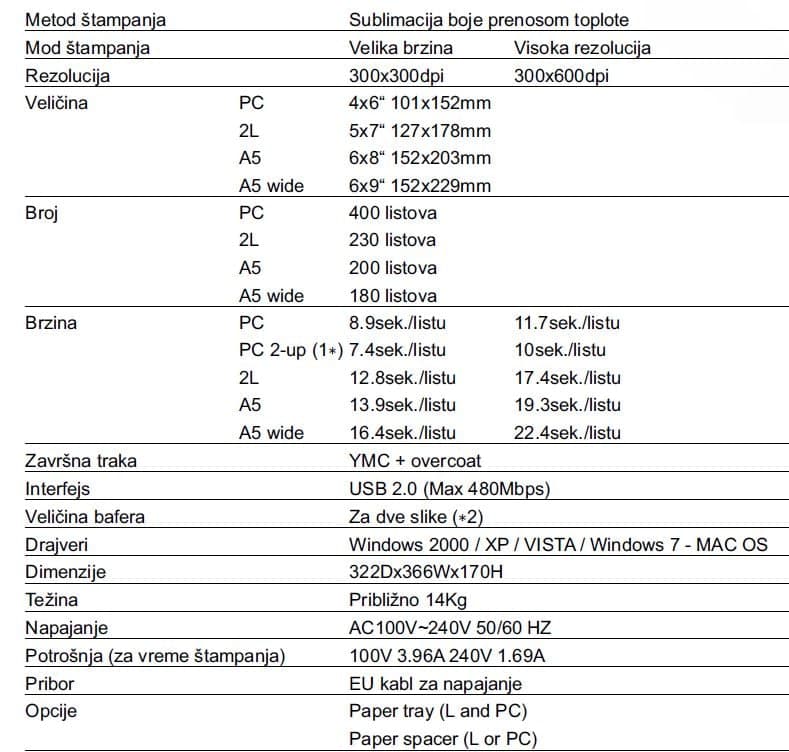 Metod štampanja Sublimacija boje prenosom toplote
Mod štampanja Velika brzina Visoka rezolucija
Rezolucija 300x300dpi 300x600dpi
Veličina PC 4x6“ 101x152mm
2L 5x7“ 127x178mm
A5 6x8“ 152x203mm
A5 wide 6x9“ 152x229mm
Broj PC 400 listova
2L 230 listova
A5 200 listova
A5 wide 180 listova
Brzina PC 8.9sek./listu 11.7sek./listu
PC 2-up (1*) 7.4sek./listu 10sek./listu
2L 12.8sek./listu 17.4sek./listu
A5 13.9sek./listu 19.3sek./listu
A5 wide 16.4sek./listu 22.4sek./listu
Završna traka YMC + overcoat
Interfejs USB 2.0 (Max 480Mbps)
Veličina bafera Za dve slike (*2)
Drajveri Windows 2000 / XP / VISTA / Windows 7 - MAC OS
Dimenzije 322Dx366Wx170H
Težina Približno 14Kg
Napajanje AC100V~240V 50/60 HZ
Potrošnja (za vreme štampanja) 100V 3.96A 240V 1.69A
Pribor EU kabl za napajanje
Opcije Paper tray (L and PC)
Paper spacer (L or PC)